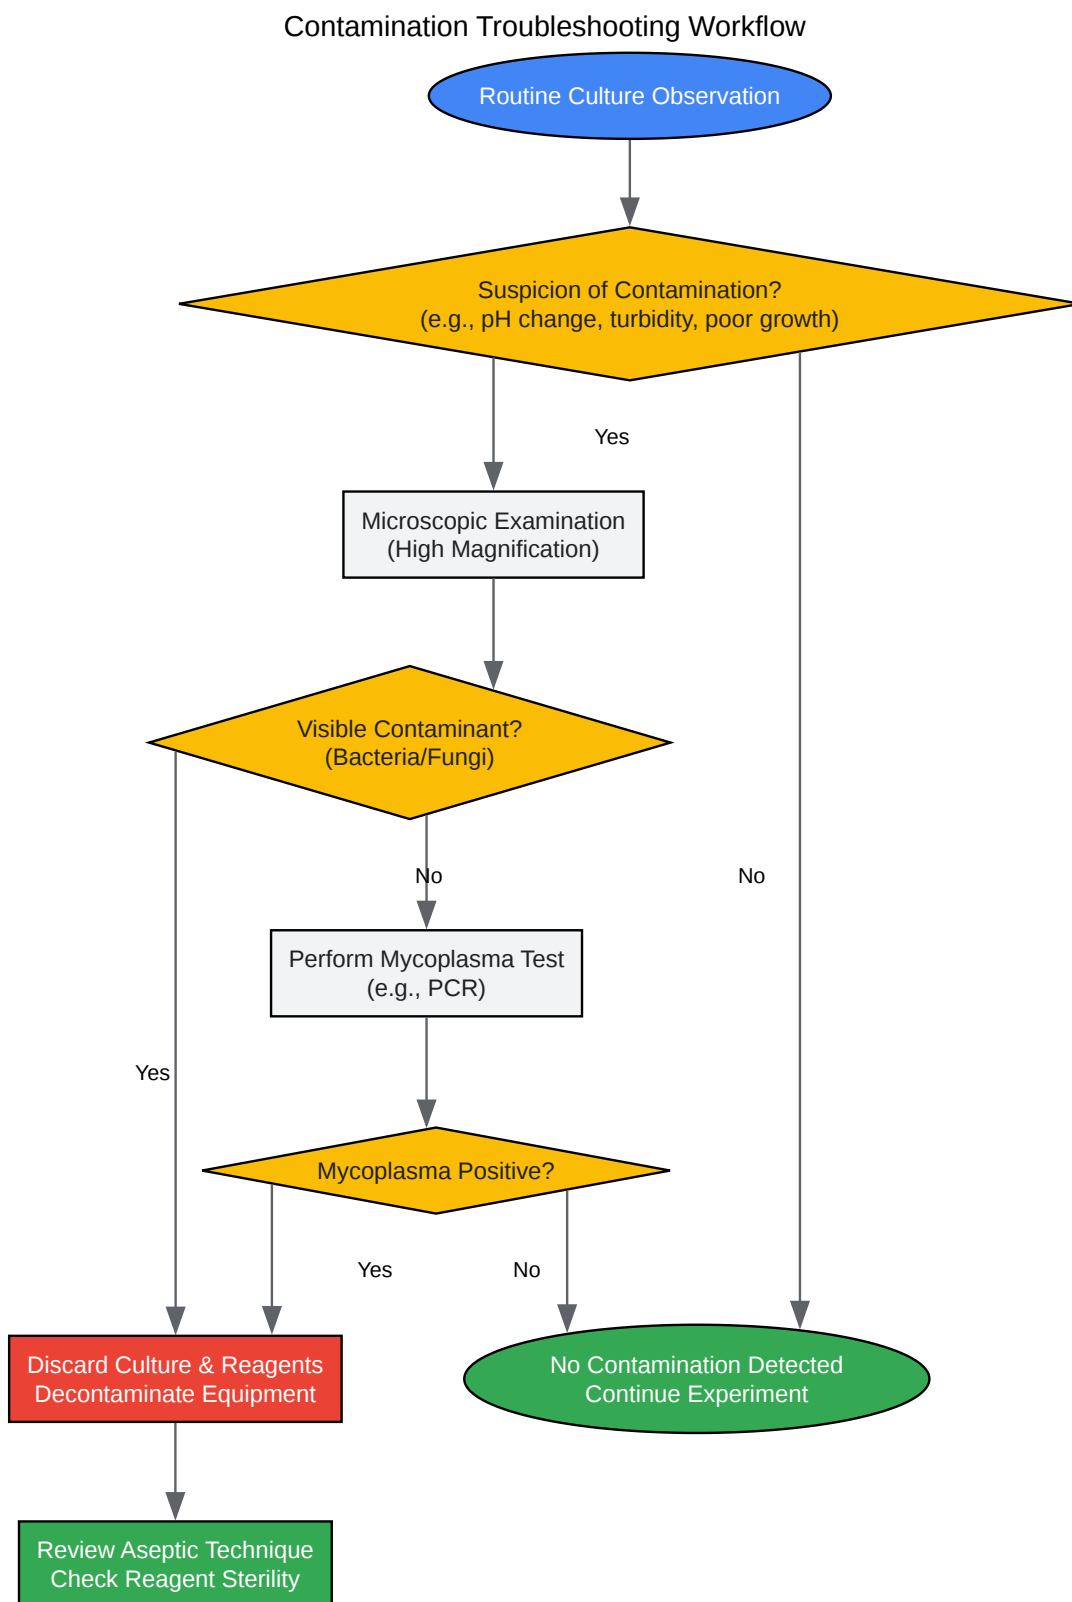 Contamination Troubleshooting Workflow
Routine Culture Observation
Suspicion of Contamination?
(e.g., pH change, turbidity, poor growth)
Yes
Microscopic Examination
(High Magnification)
Visible Contaminant?
(Bacteria/Fungi)
No
No
Perform Mycoplasma Test
(e.g., PCR)
Yes
Mycoplasma Positive?
Yes
No
Discard Culture & Reagents
Decontaminate Equipment
No Contamination Detected
Continue Experiment
Review Aseptic Technique
Check Reagent Sterility